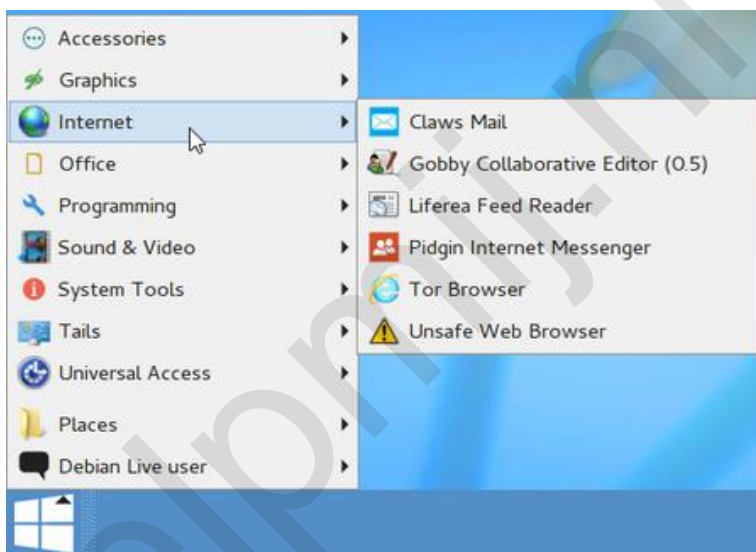 Accessories
Graphics
Internet
Office
Programming
Sound & Video
System Tools
Tails
Universal Access
Places
Debian Live user
Claws Mail
Gobby Collaborative Editor (0.5)
Liferea Feed Reader
Pidgin Internet Messenger
Tor Browser
Unsafe Web Browser